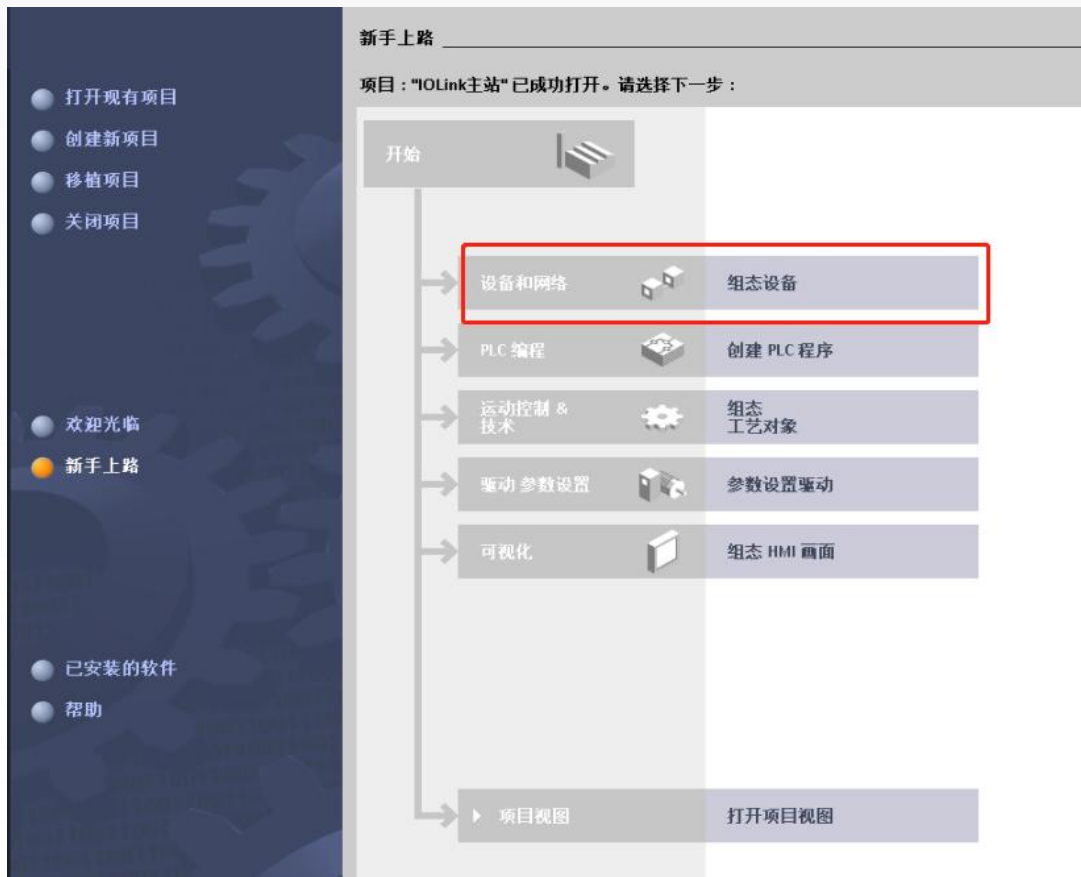 新手上路
项目："IOLink主站"已成功打开。请选择下一步：
打开现有项目
创建新项目
移植项目
关闭项目
欢迎光临
新手上路
已安装的软件
帮助
开始
设备和网络
组态设备
PLC 编程
创建 PLC 程序
运动控制 &
技术
组态
工艺对象
驱动 参数设置
参数设置驱动
可视化
组态 HMI 画面
项目视图
打开项目视图